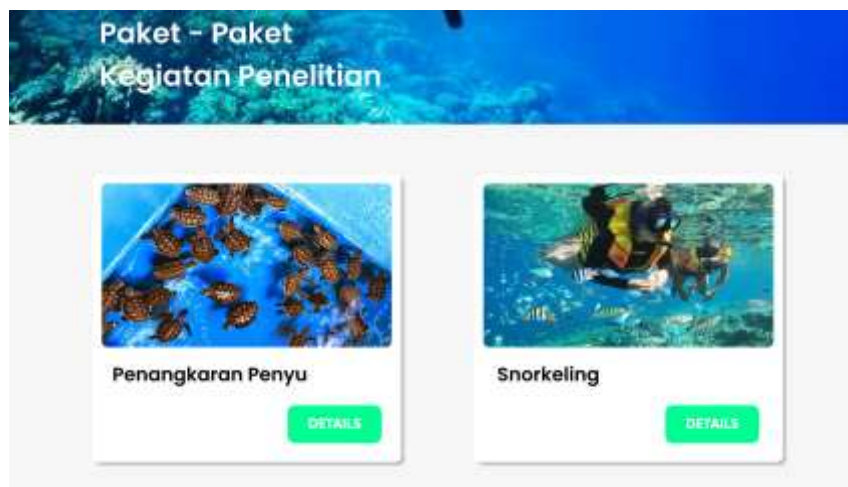 Paket - Paket
Kegiatan Penelitian
Penangkaran Penyu
Snorkeling
DETAILS
DETAILS